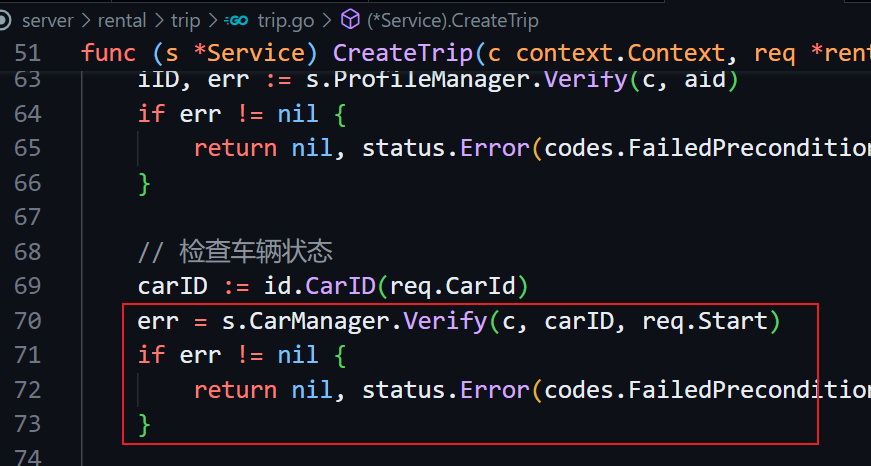 server > rental > trip > GO trip.go > (*Service).CreateTrip
51 func (s *Service) CreateTrip(c context.Context, req *rent
63 iID, err := s.ProfileManager.Verify(c, aid)
64 if err != nil {
65 return nil, status.Error(codes.FailedPrecondition
66 }
67
68 // 检查车辆状态
69 carID := id.CarID(req.CarId)
70 err = s.CarManager.Verify(c, carID, req.Start)
71 if err != nil {
72 return nil, status.Error(codes.FailedPrecondition
73 }
74